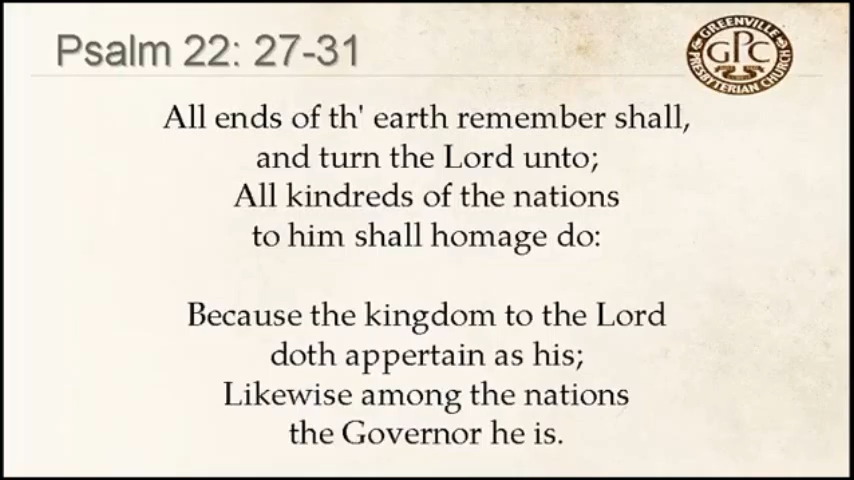 Psalm 22: 27-31
GREENVILLE
GPC
PRESBYTERIAN CHURCH
All ends of th' earth remember shall,
and turn the Lord unto;
All kindreds of the nations
to him shall homage do:
Because the kingdom to the Lord
doth appertain as his;
Likewise among the nations
the Governor he is.